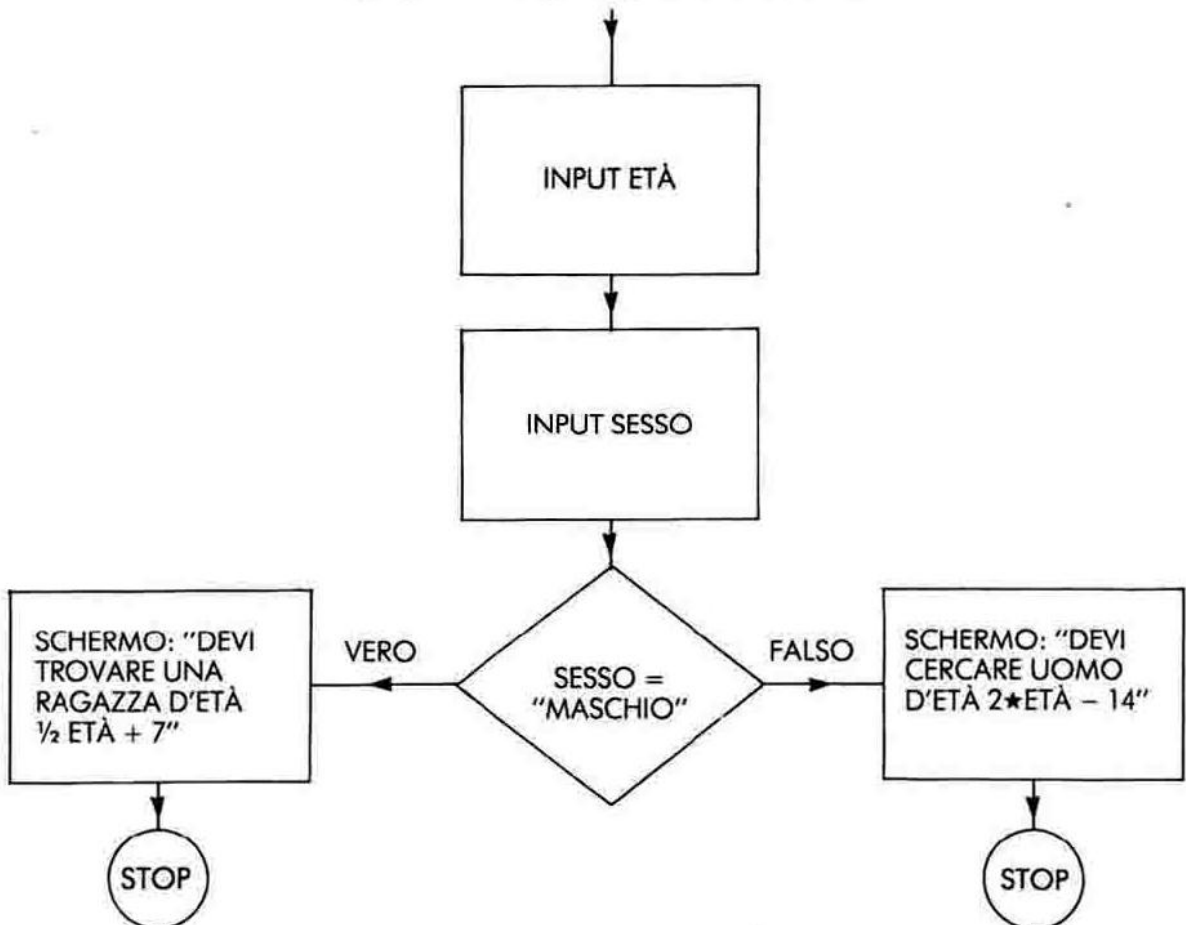 INPUT ETÀ
INPUT SESSO
SCHERMO: "DEVI
TROVARE UNA
RAGAZZA D'ETÀ
½ ETÀ + 7"
VERO
SESSO =
"MASCHIO"
FALSO
SCHERMO: "DEVI
CERCARE UOMO
D'ETÀ 2★ETÀ – 14"
STOP
STOP